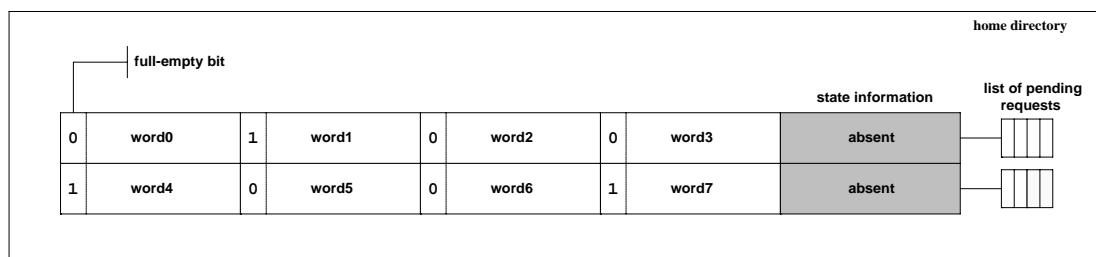 home directory
full-empty bit
state information
list of pending
requests
0 word0 1 word1 0 word2 0 word3 absent
1 word4 0 word5 0 word6 1 word7 absent